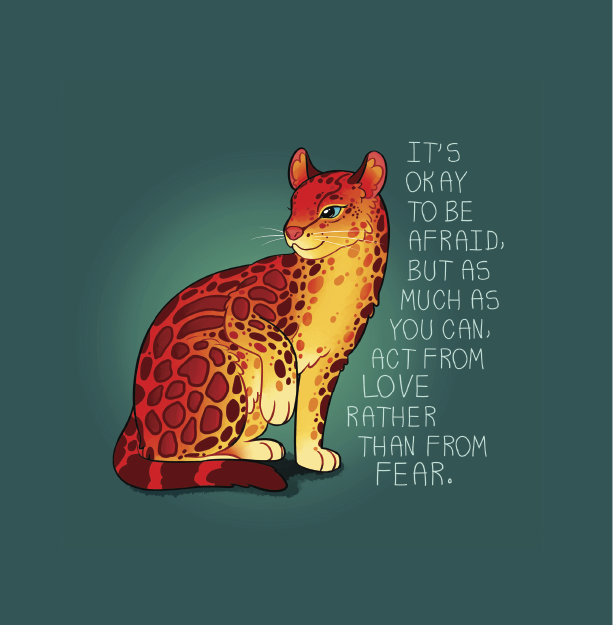 IT'S
OKAY
TO BE
AFRAID,
BUT AS
MUCH AS
YOU CAN,
ACT FROM
LOVE
RATHER
THAN FROM
FEAR.